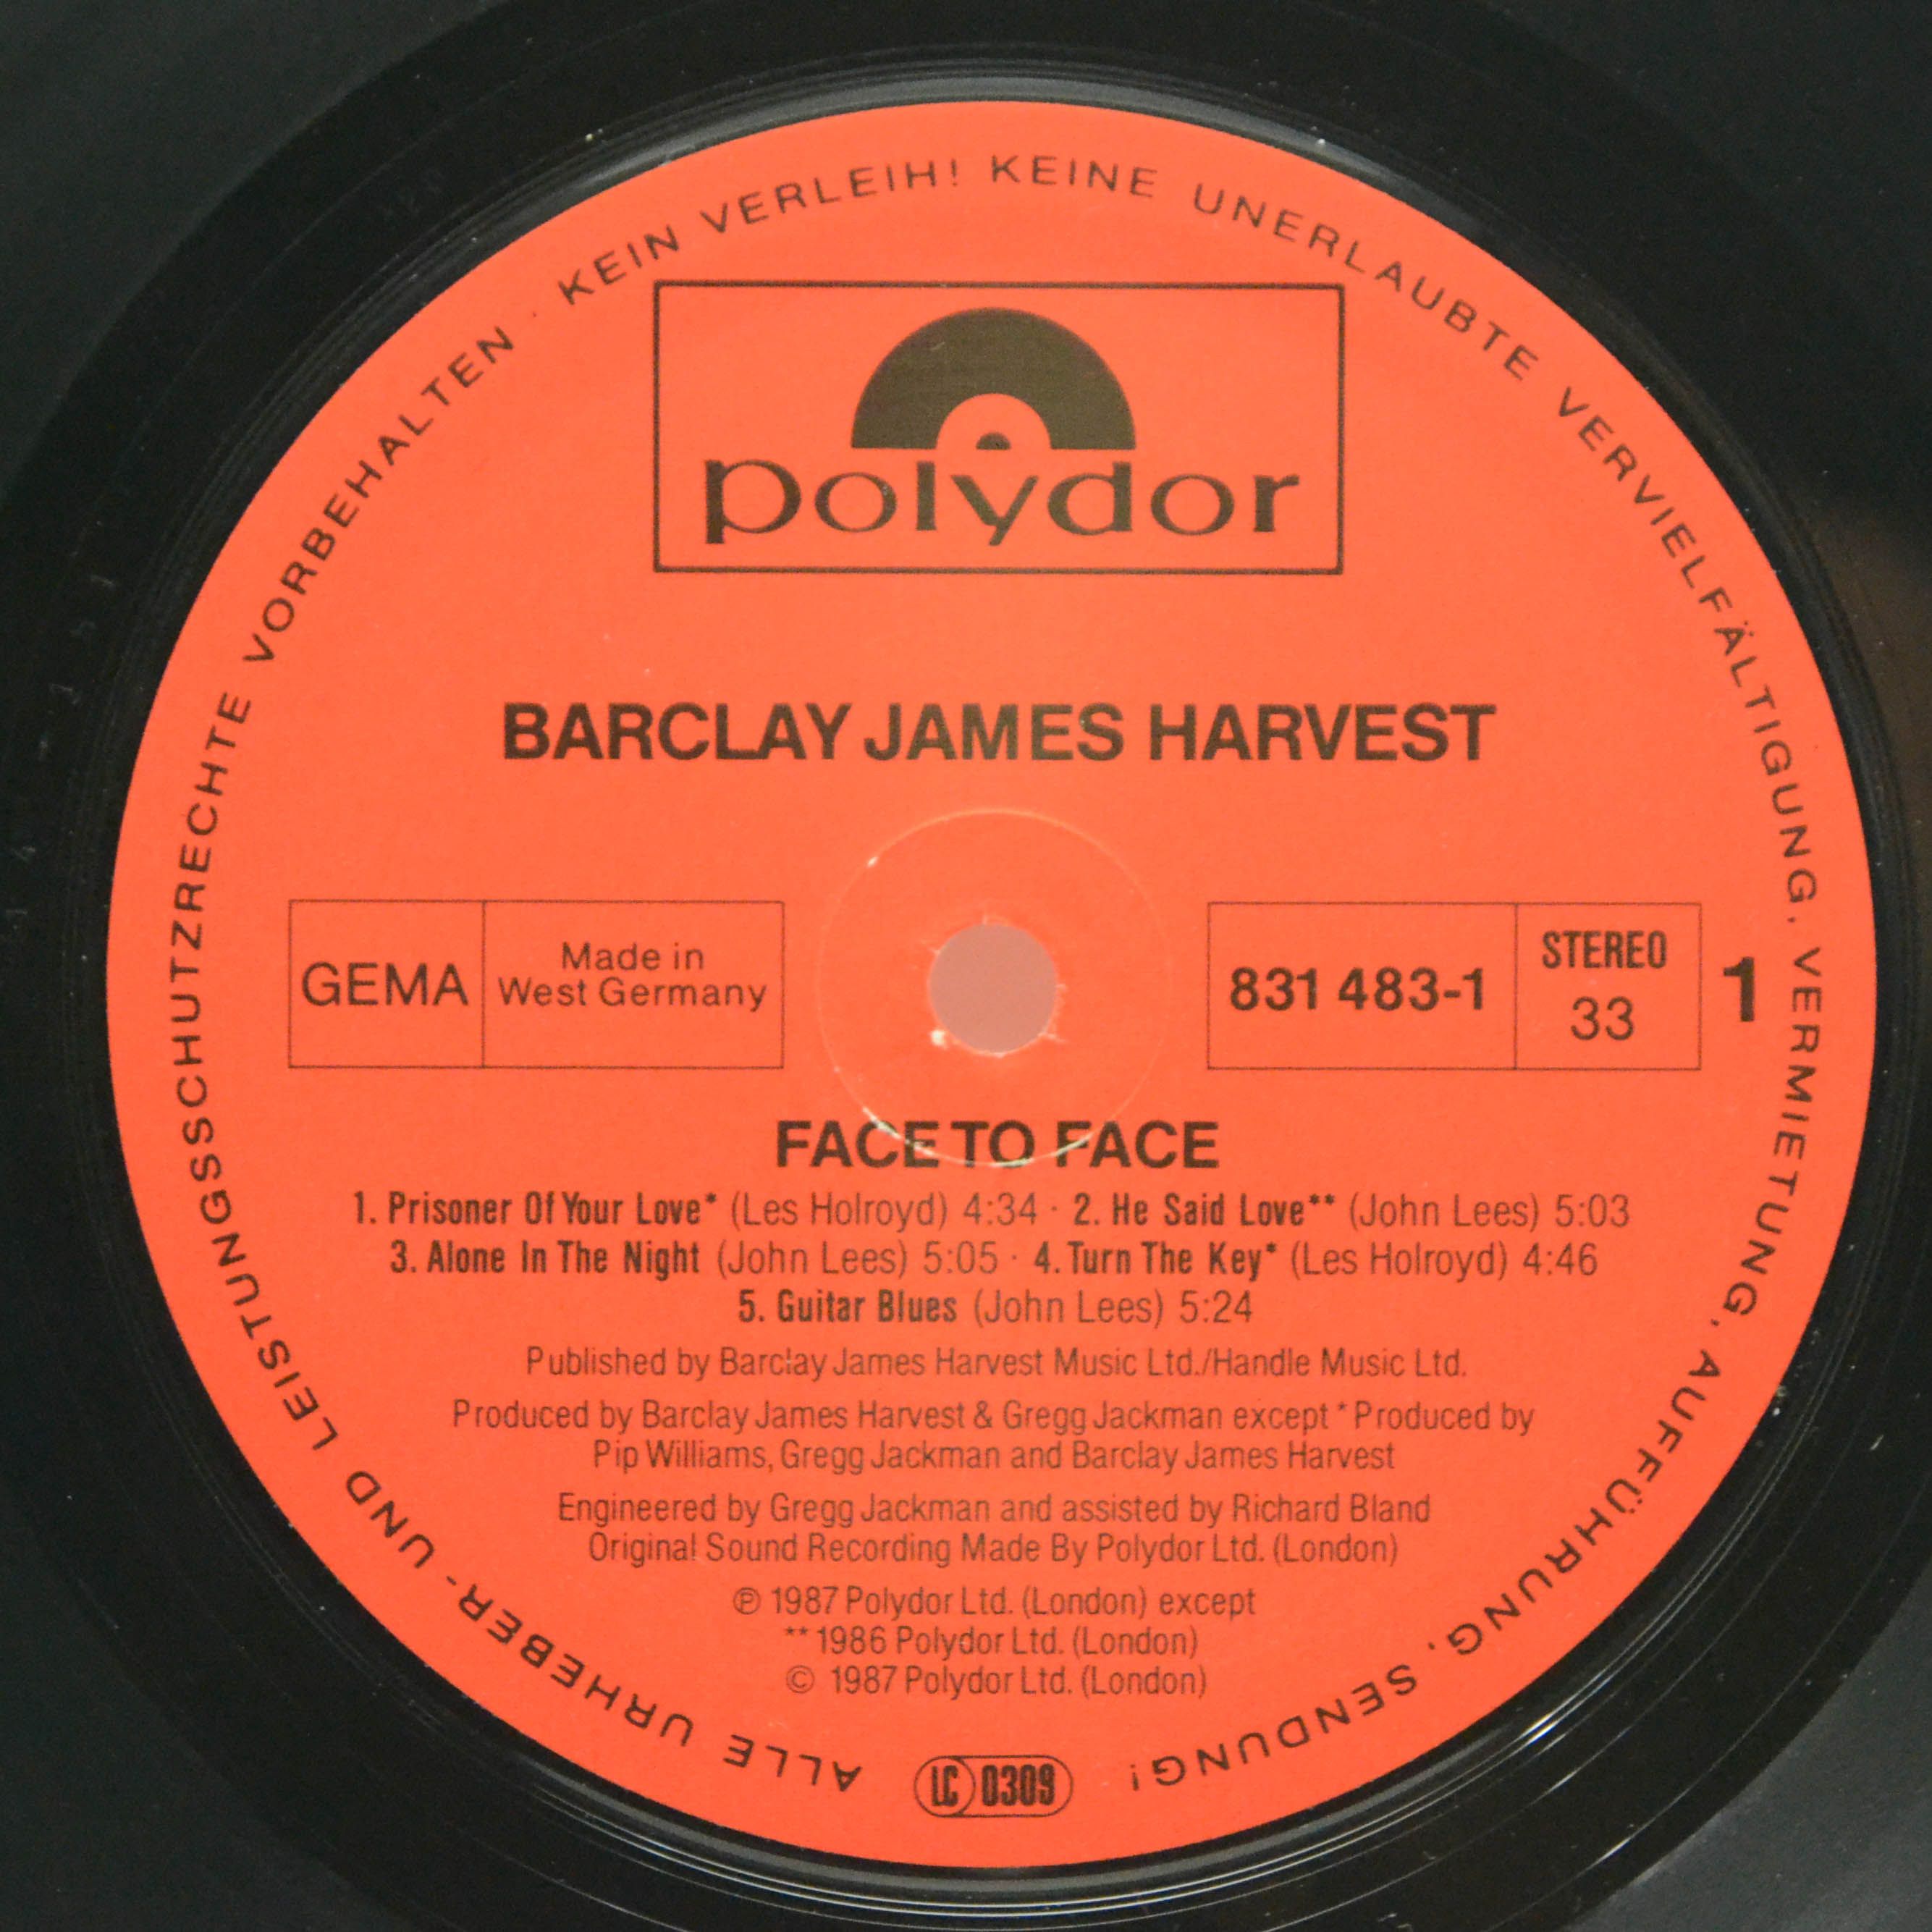 ALLE URHEBER- UND LEISTUNGSSCHUTZRECHTE VORBEHALTEN · KEIN VERLEIH! KEINE UNERLAUBTE VERVIELFÄLTIGUNG, VERMIETUNG, AUFFÜHRUNG, SENDUNG!
polydor
BARCLAY JAMES HARVEST
GEMA
Made in
West Germany
831 483-1
STEREO
33
1
FACE TO FACE
1. Prisoner Of Your Love* (Les Holroyd) 4:34 · 2. He Said Love** (John Lees) 5:03
3. Alone In The Night (John Lees) 5:05 · 4. Turn The Key* (Les Holroyd) 4:46
5. Guitar Blues (John Lees) 5:24
Published by Barclay James Harvest Music Ltd./Handle Music Ltd.
Produced by Barclay James Harvest & Gregg Jackman except * Produced by
Pip Williams, Gregg Jackman and Barclay James Harvest
Engineered by Gregg Jackman and assisted by Richard Bland
Original Sound Recording Made By Polydor Ltd. (London)
℗ 1987 Polydor Ltd. (London) except
** 1986 Polydor Ltd. (London)
© 1987 Polydor Ltd. (London)
LC 0309